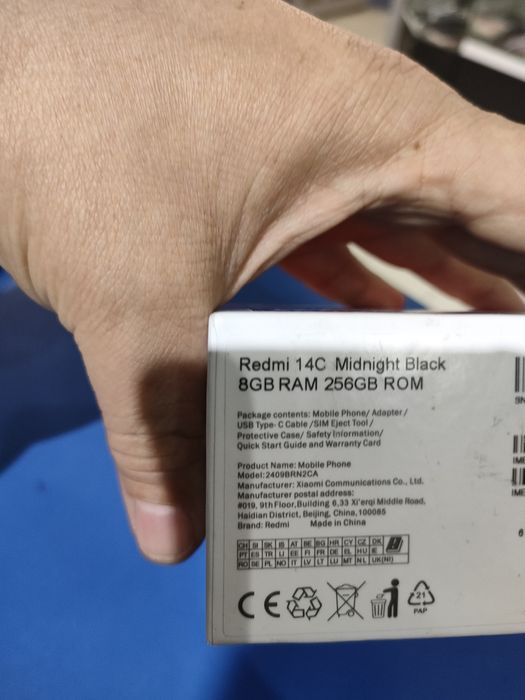 Redmi 14C Midnight Black
8GB RAM 256GB ROM
Package contents: Mobile Phone/ Adapter/
USB Type-C Cable /SIM Eject Tool/
Protective Case/ Safety Information/
Quick Start Guide and Warranty Card
Product Name: Mobile Phone
Model:2409BRN2CA
Manufacturer: Xiaomi Communications Co., Ltd.
Manufacturer postal address:
#019, 9th Floor, Building 6, 33 Xi'erqi Middle Road,
Haidian District, Beijing, China, 100085
Brand: Redmi Made in China
CH SI SK IS AT BE BG HR CY CZ DK
PT ES TR LI EE FI FR DE EL HU IE
RO SE PL NO IT LV LT LU MT NL UK(NI)
CE
21
PAP
SN
IME
IME
6